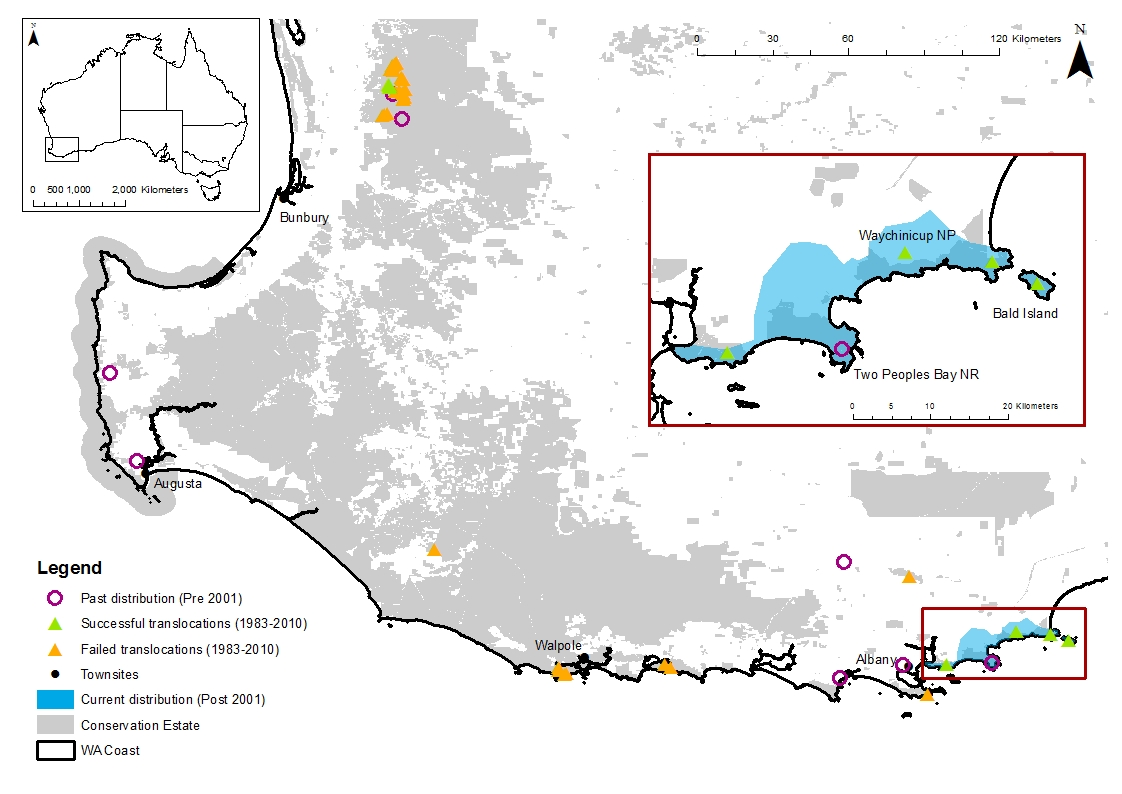 N
0 500 1,000 2,000 Kilometers
0 30 60 120 Kilometers
N
Bunbury
Waychinicup NP
Bald Island
Two Peoples Bay NR
0 5 10 20 Kilometers
Augusta
Walpole
Albany
Legend
Past distribution (Pre 2001)
Successful translocations (1983-2010)
Failed translocations (1983-2010)
Townsites
Current distribution (Post 2001)
Conservation Estate
WA Coast